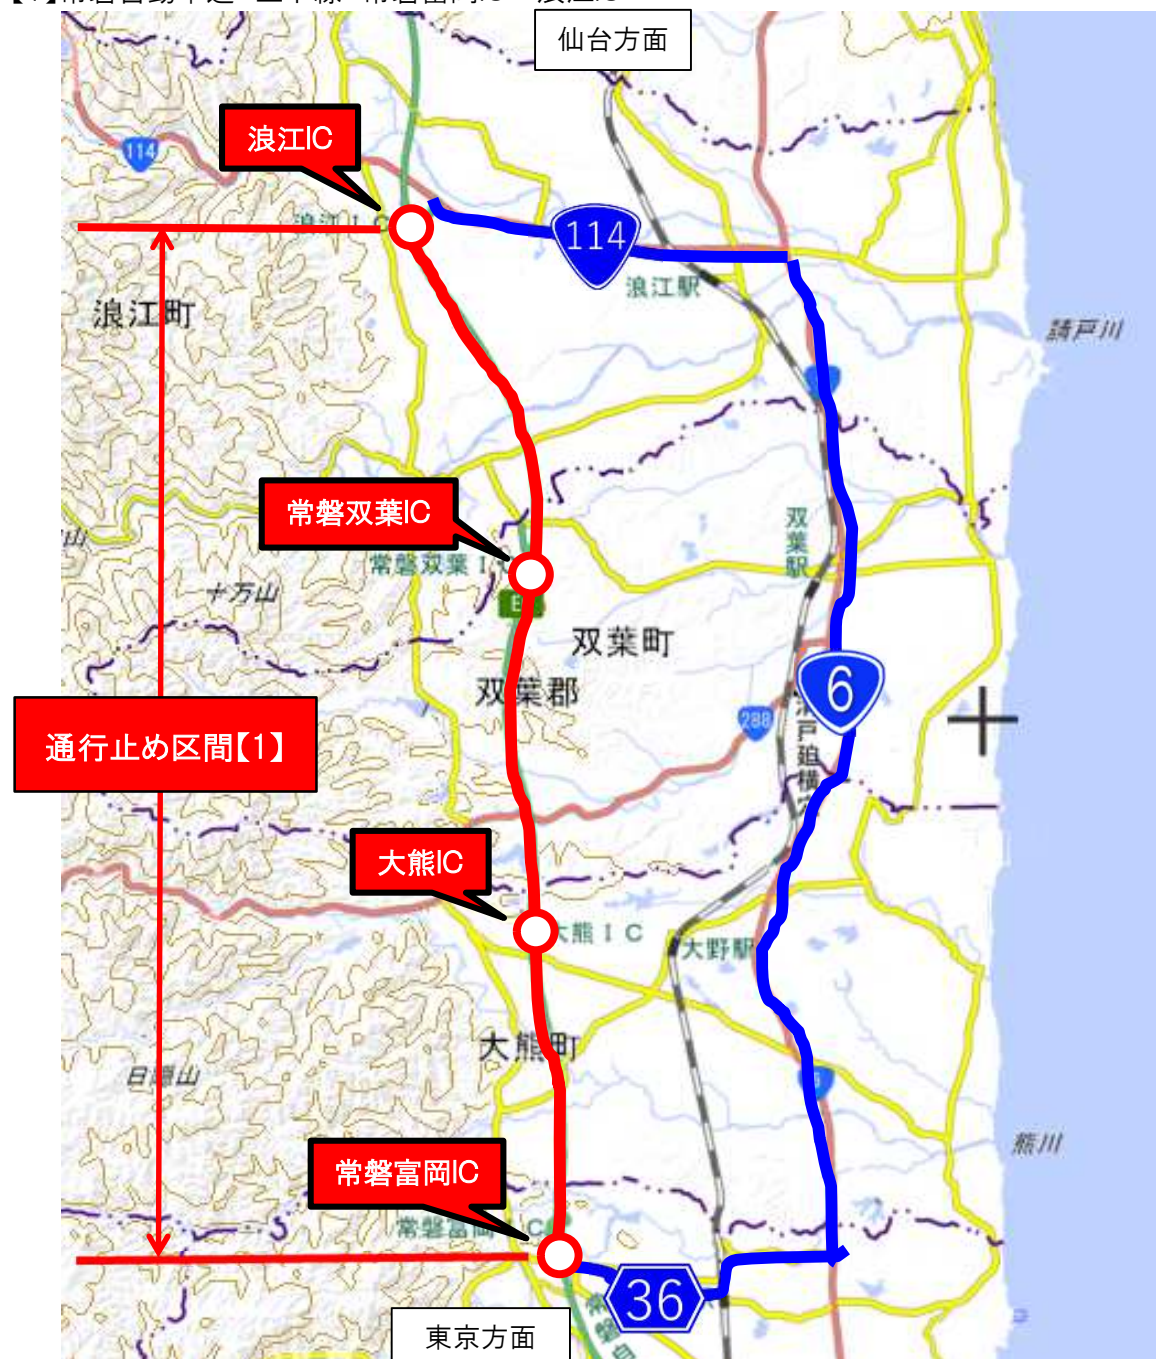 仙台方面
114
浪江IC
114
浪江駅
浪江町
請戸川
常磐双葉IC
双葉駅
常磐双葉I
十万山
双葉町
双葉郡
6
288
通行止め区間【1】
大熊IC
大熊IC
大野駅
大熊町
日隠山
熊川
常磐富岡IC
常磐富岡
36
東京方面